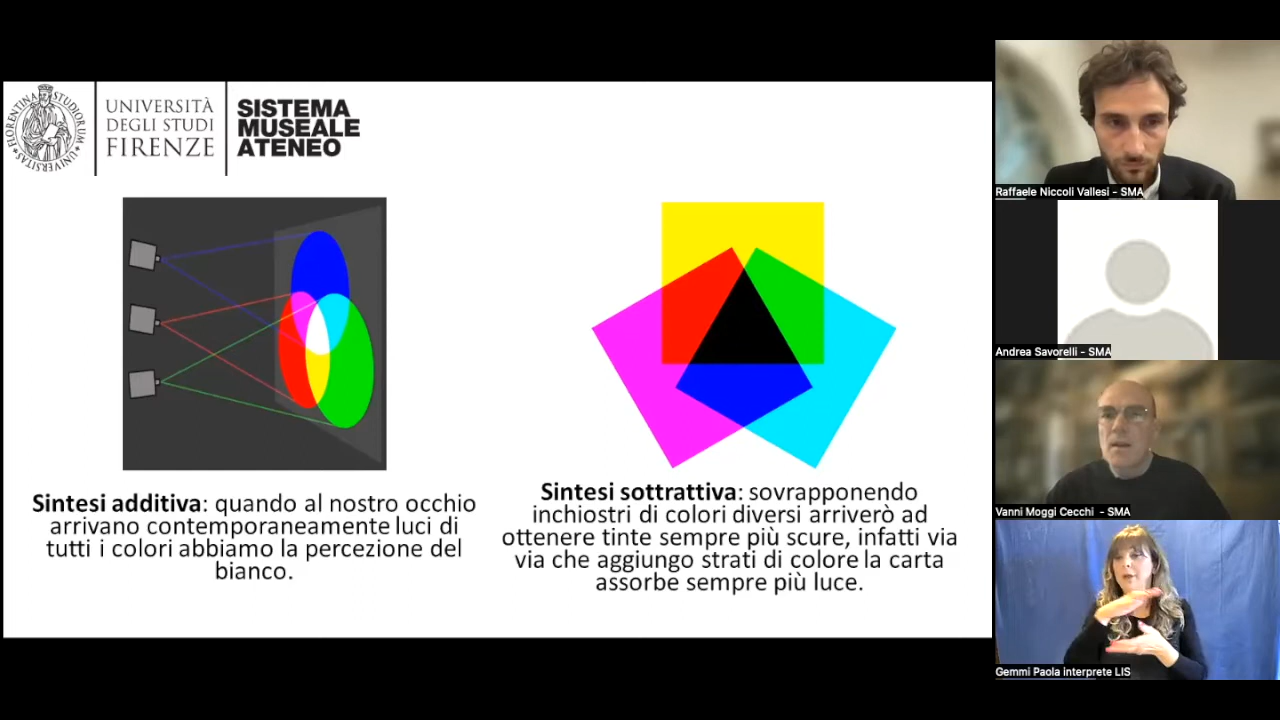 FLORENTINA STUDIORUM UNIVERSITAS
UNIVERSITÀ
DEGLI STUDI
FIRENZE
SISTEMA
MUSEALE
ATENEO
Sintesi additiva: quando al nostro occhio
arrivano contemporaneamente luci di
tutti i colori abbiamo la percezione del
bianco.
Sintesi sottrattiva: sovrapponendo
inchiostri di colori diversi arriverò ad
ottenere tinte sempre più scure, infatti via
via che aggiungo strati di colore la carta
assorbe sempre più luce.
Raffaele Niccoli Vallesi - SMA
Andrea Savorelli - SMA
Vanni Moggi Cecchi - SMA
Gemmi Paola interprete LIS